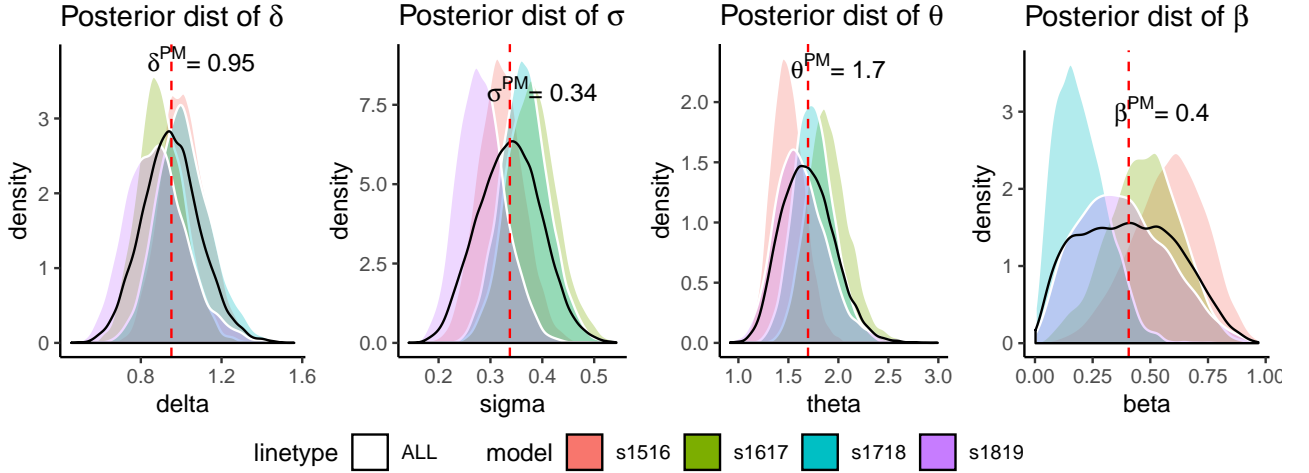 Posterior dist of δ
δPM = 0.95
density
0
1
2
3
0.8
1.2
1.6
delta
Posterior dist of σ
σPM = 0.34
density
0.0
2.5
5.0
7.5
0.2
0.3
0.4
0.5
sigma
Posterior dist of θ
θPM = 1.7
density
0.0
0.5
1.0
1.5
2.0
1.0
1.5
2.0
2.5
3.0
theta
Posterior dist of β
βPM = 0.4
density
0
1
2
3
0.00
0.25
0.50
0.75
1.00
beta
linetype ALL model s1516 s1617 s1718 s1819